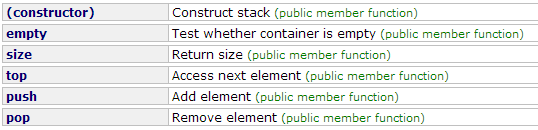 (constructor) Construct stack (public member function)
empty Test whether container is empty (public member function)
size Return size (public member function)
top Access next element (public member function)
push Add element (public member function)
pop Remove element (public member function)